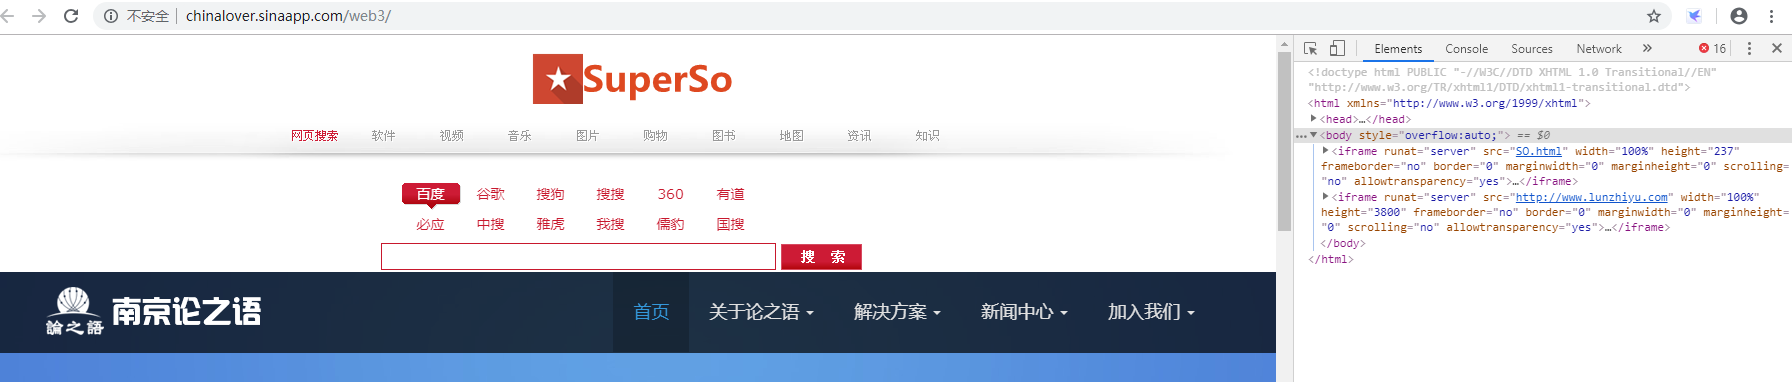 不安全 chinalover.sinaapp.com/web3/
SuperSo
网页搜索 软件 视频 音乐 图片 购物 图书 地图 资讯 知识
百度 谷歌 搜狗 搜搜 360 有道
必应 中搜 雅虎 我搜 儒豹 国搜
搜 索
論之語 南京论之语 首页 关于论之语 解决方案 新闻中心 加入我们
Elements Console Sources Network » 16
<!doctype html PUBLIC "-//W3C//DTD XHTML 1.0 Transitional//EN"
"http://www.w3.org/TR/xhtml1/DTD/xhtml1-transitional.dtd">
<html xmlns="http://www.w3.org/1999/xhtml">
<head>…</head>
<body style="overflow:auto;"> == $0
<iframe runat="server" src="SO.html" width="100%" height="237"
frameborder="no" border="0" marginwidth="0" marginheight="0" scrolling=
"no" allowtransparency="yes">…</iframe>
<iframe runat="server" src="http://www.lunzhiyu.com" width="100%"
height="3800" frameborder="no" border="0" marginwidth="0" marginheight=
"0" scrolling="no" allowtransparency="yes">…</iframe>
</body>
</html>